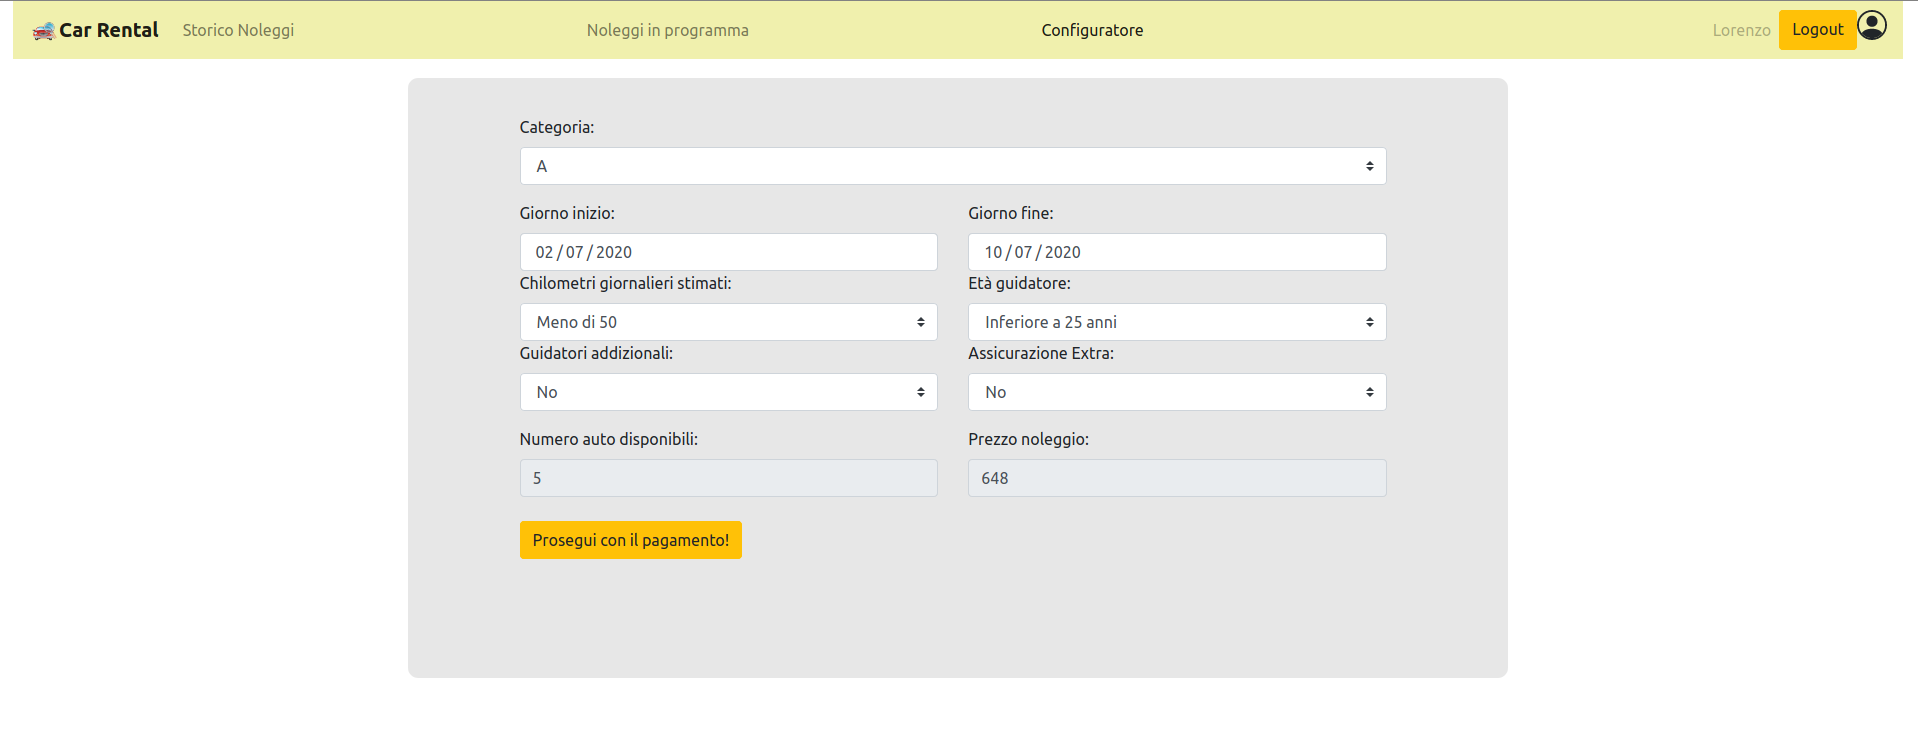 Car Rental Storico Noleggi Noleggi in programma Configuratore Lorenzo Logout
Categoria:
A
Giorno inizio: Giorno fine:
02 / 07 / 2020 10 / 07 / 2020
Chilometri giornalieri stimati: Età guidatore:
Meno di 50 Inferiore a 25 anni
Guidatori addizionali: Assicurazione Extra:
No No
Numero auto disponibili: Prezzo noleggio:
5 648
Prosegui con il pagamento!